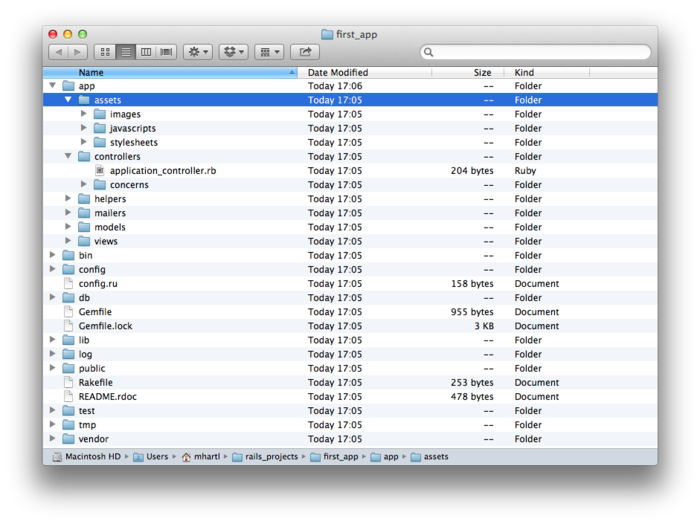 first_app
Name Date Modified Size Kind
app Today 17:06 -- Folder
assets Today 17:05 -- Folder
images Today 17:05 -- Folder
javascripts Today 17:05 -- Folder
stylesheets Today 17:05 -- Folder
controllers Today 17:05 -- Folder
application_controller.rb Today 17:05 204 bytes Ruby
concerns Today 17:05 -- Folder
helpers Today 17:05 -- Folder
mailers Today 17:05 -- Folder
models Today 17:05 -- Folder
views Today 17:05 -- Folder
bin Today 17:05 -- Folder
config Today 17:05 -- Folder
config.ru Today 17:05 158 bytes Document
db Today 17:05 -- Folder
Gemfile Today 17:05 955 bytes Document
Gemfile.lock Today 17:05 3 KB Document
lib Today 17:05 -- Folder
log Today 17:05 -- Folder
public Today 17:05 -- Folder
Rakefile Today 17:05 253 bytes Document
README.rdoc Today 17:05 478 bytes Document
test Today 17:05 -- Folder
tmp Today 17:05 -- Folder
vendor Today 17:05 -- Folder
Macintosh HD ▸ Users ▸ mhartl ▸ rails_projects ▸ first_app ▸ app ▸ assets